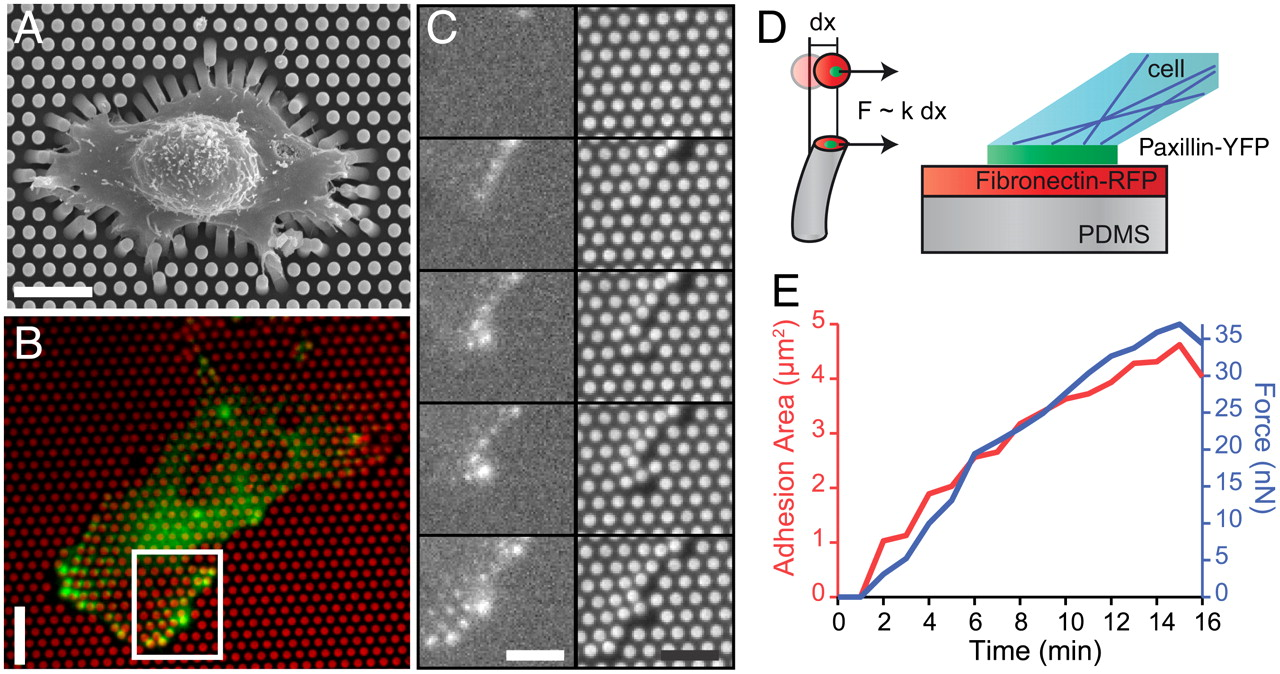 A
B
C
D
dx
F ~ k dx
cell
Paxillin-YFP
Fibronectin-RFP
PDMS
E
Adhesion Area (μm²)
5
4
3
2
1
0
35
30
25
20
15
10
5
0
Force (nN)
0 2 4 6 8 10 12 14 16
Time (min)